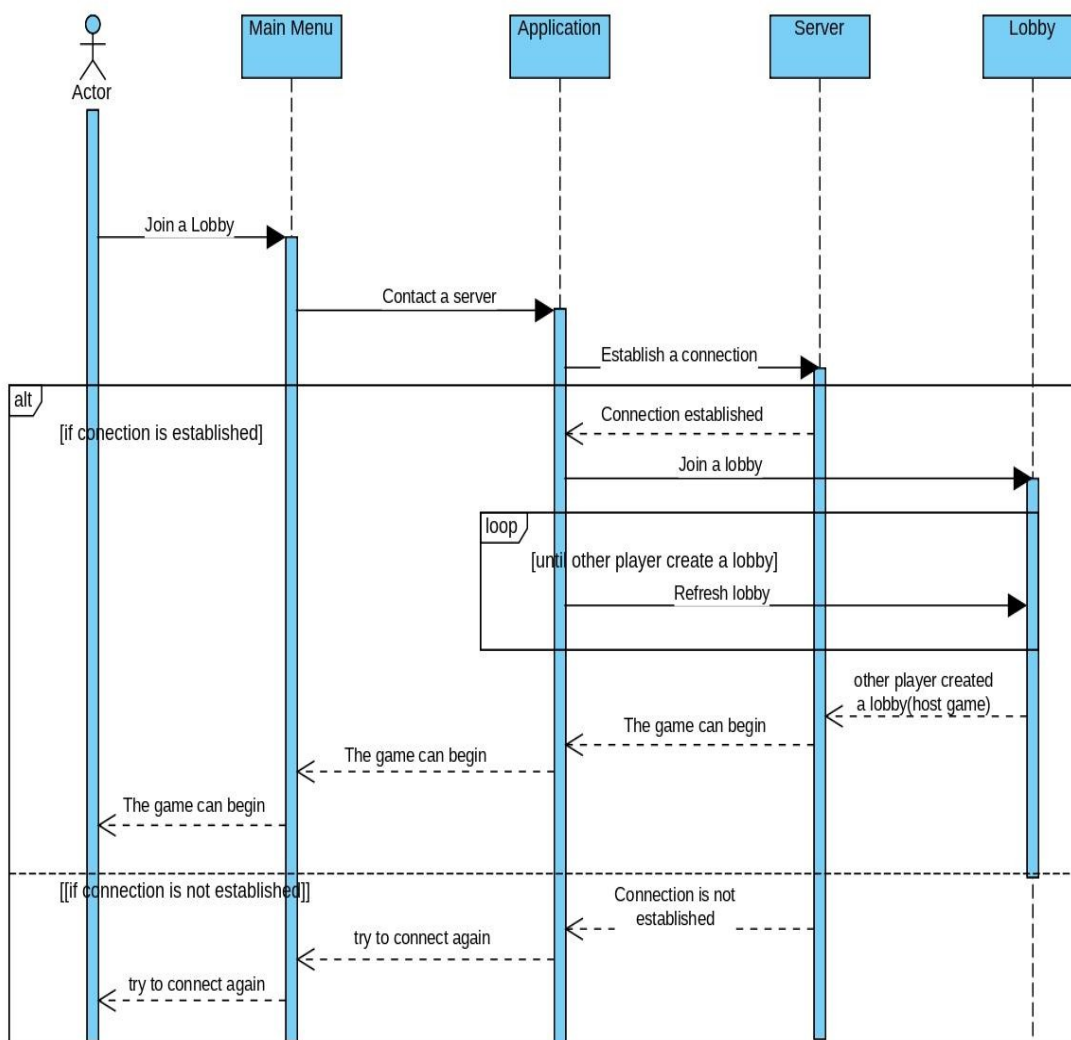 Main Menu
Application
Server
Lobby
Actor
Join a Lobby
Contact a server
Establish a connection
alt
Connection established
[if conection is established]
Join a lobby
loop
[until other player create a lobby]
Refresh lobby
other player created
a lobby(host game)
The game can begin
The game can begin
The game can begin
[[if connection is not established]]
Connection is not
established
try to connect again
try to connect again